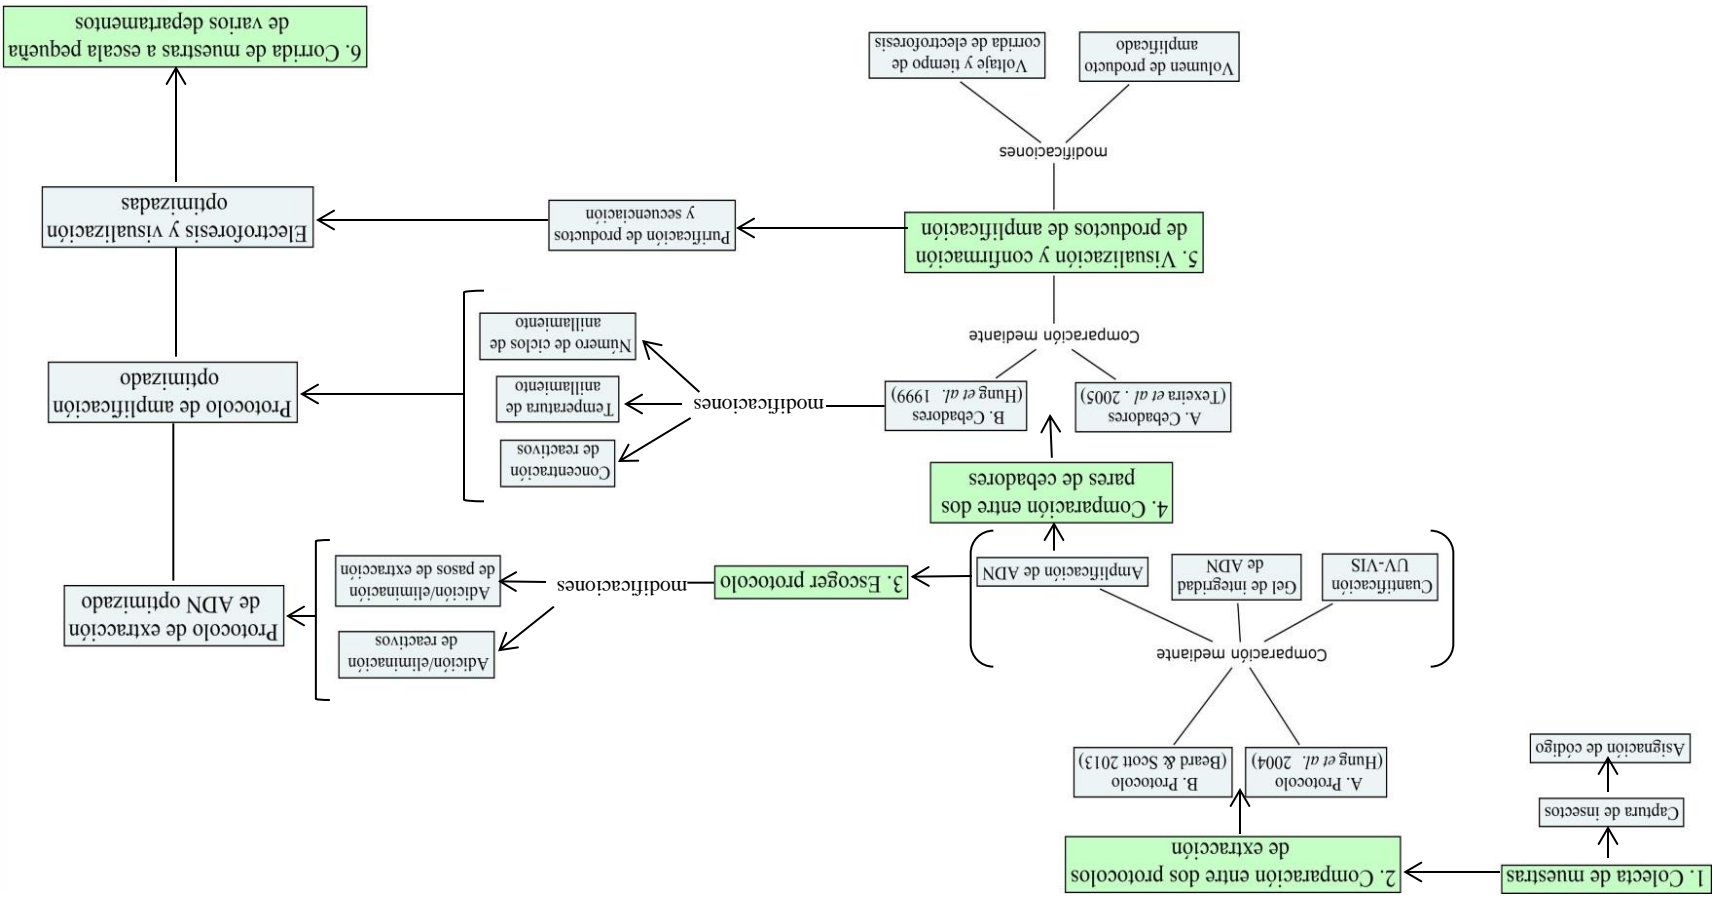 1. Colecta de muestras
Captura de insectos
Asignación de código
2. Comparación entre dos protocolos
de extracción
A. Protocolo
(Hung et al. 2004)
B. Protocolo
(Beard & Scott 2013)
Comparación mediante
Cuantificación
UV-VIS
Gel de integridad
de ADN
Amplificación de ADN
3. Escoger protocolo
modificaciones
Adición/eliminación
de reactivos
Adición/eliminación
de pasos de extracción
Protocolo de extracción
de ADN optimizado
4. Comparación entre dos
pares de cebadores
A. Cebadores
(Texira et al . 2005)
B. Cebadores
(Hung et al. 1999)
modificaciones
Concentración
de reactivos
Temperatura de
anillamiento
Número de ciclos de
anillamiento
Protocolo de amplificación
optimizado
Comparación mediante
5. Visualización y confirmación
de productos de amplificación
Purificación de productos
y secuenciación
Electroforesis y visualización
optimizadas
modificaciones
Volumen de producto
amplificado
Voltaje y tiempo de
corrida de electroforesis
6. Corrida de muestras a escala pequeña
de varios departamentos